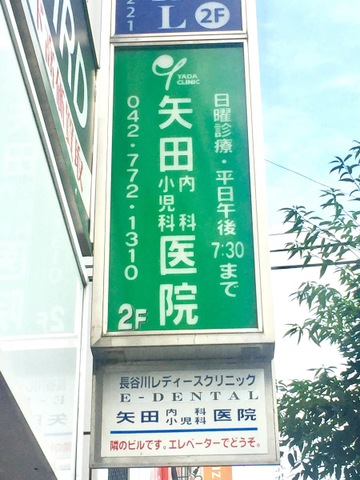 221
L 2F
YADA
CLINIC
日曜診療・平日午後7:30まで
矢田内科小児科医院
042・772・1310
2F
長谷川レディースクリニック
E-DENTAL
矢田 内科 小児科 医院
隣のビルです。エレベーターでどうぞ。